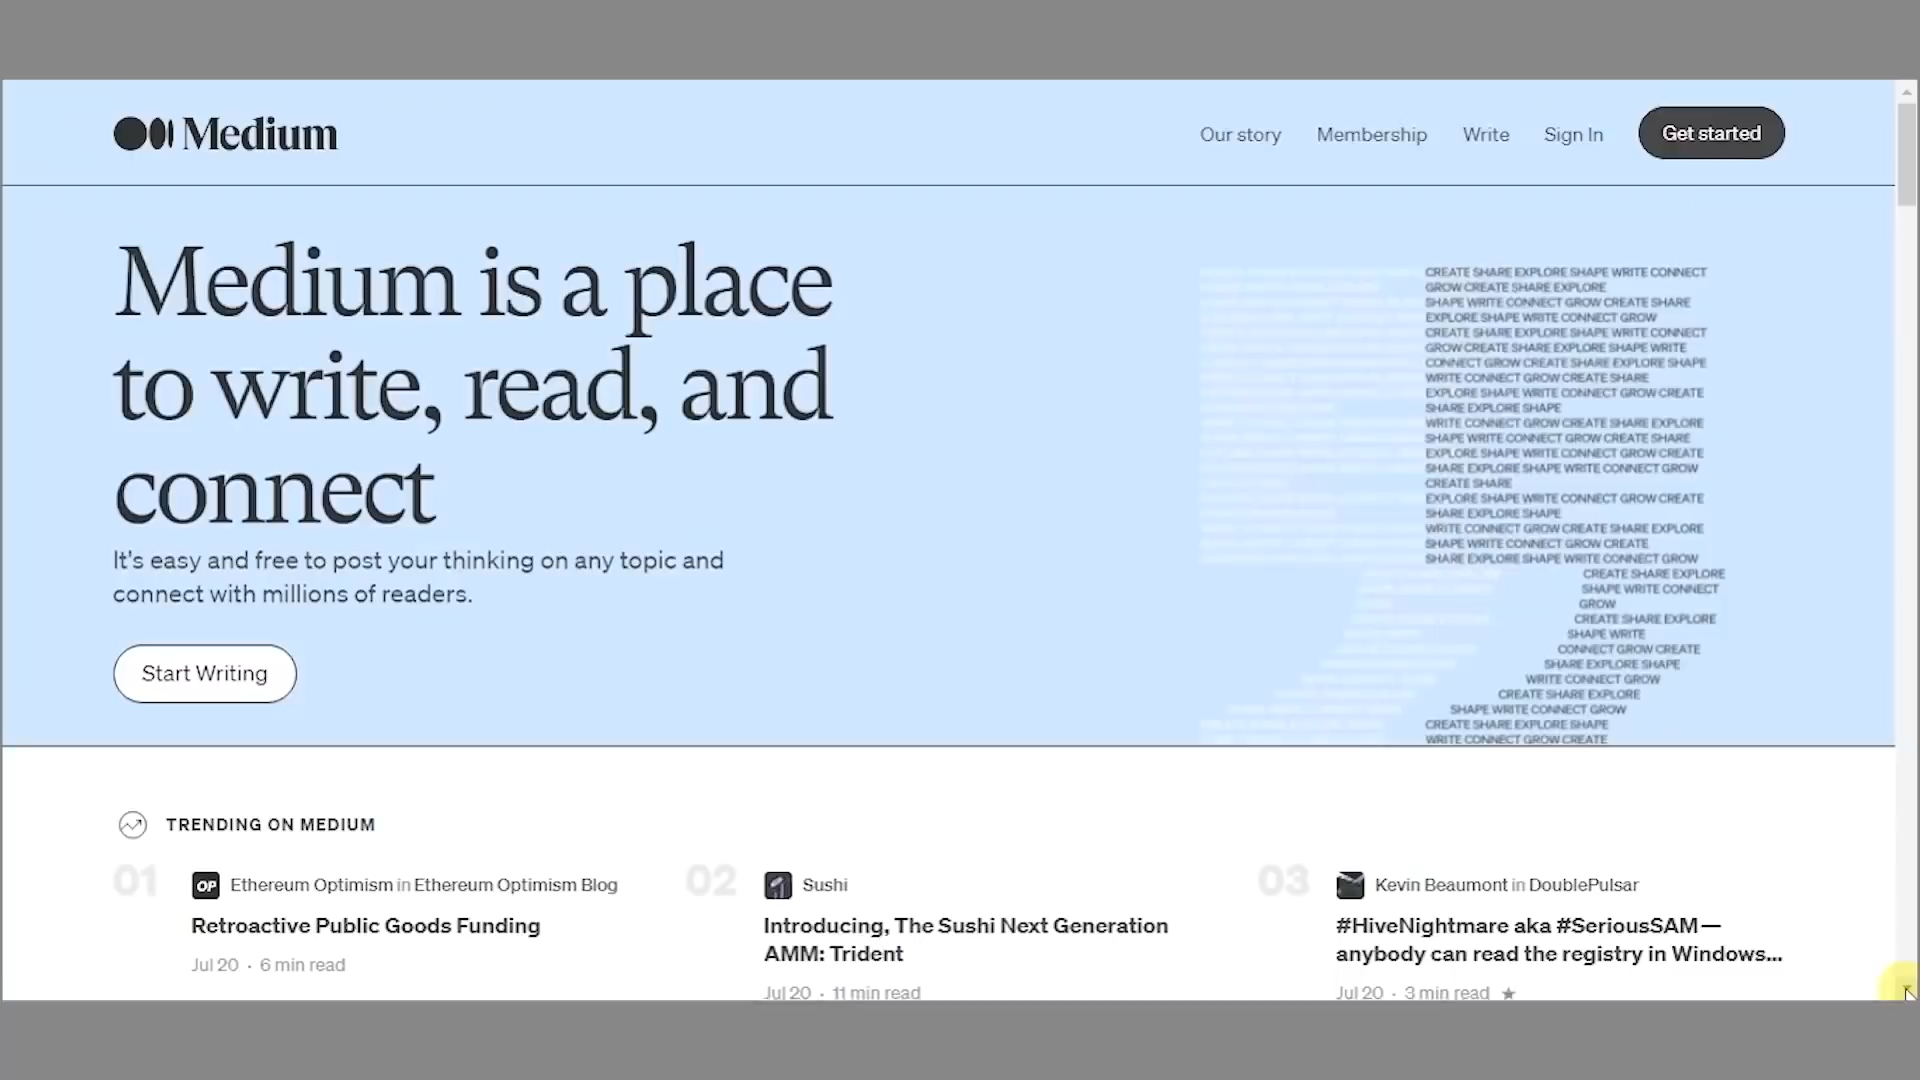 Medium
Our story
Membership
Write
Sign In
Get started
Medium is a place
to write, read, and
connect
It's easy and free to post your thinking on any topic and
connect with millions of readers.
Start Writing
CREATE SHARE EXPLORE SHAPE WRITE CONNECT
GROW CREATE SHARE EXPLORE
SHAPE WRITE CONNECT GROW CREATE SHARE
EXPLORE SHAPE WRITE CONNECT GROW
CREATE SHARE EXPLORE SHAPE WRITE CONNECT
GROW CREATE SHARE EXPLORE SHAPE WRITE
CONNECT GROW CREATE SHARE EXPLORE SHAPE
WRITE CONNECT GROW CREATE SHARE
EXPLORE SHAPE WRITE CONNECT GROW CREATE
SHARE EXPLORE SHAPE
WRITE CONNECT GROW CREATE SHARE EXPLORE
SHAPE WRITE CONNECT GROW CREATE SHARE
EXPLORE SHAPE WRITE CONNECT GROW CREATE
SHARE EXPLORE SHAPE WRITE CONNECT GROW
CREATE SHARE
EXPLORE SHAPE WRITE CONNECT GROW CREATE
SHARE EXPLORE SHAPE
WRITE CONNECT GROW CREATE SHARE EXPLORE
SHAPE WRITE CONNECT GROW CREATE
SHARE EXPLORE SHAPE WRITE CONNECT GROW
CREATE SHARE EXPLORE
SHAPE WRITE CONNECT
GROW
CREATE SHARE EXPLORE
SHAPE WRITE
CONNECT GROW CREATE
SHARE EXPLORE SHAPE
WRITE CONNECT GROW
CREATE SHARE EXPLORE
SHAPE WRITE CONNECT GROW
CREATE SHARE EXPLORE SHAPE
WRITE CONNECT GROW CREATE
TRENDING ON MEDIUM
01
OP Ethereum Optimism in Ethereum Optimism Blog
Retroactive Public Goods Funding
Jul 20 · 6 min read
02
Sushi
Introducing, The Sushi Next Generation
AMM: Trident
Jul 20 · 11 min read
03
Kevin Beaumont in DoublePulsar
#HiveNightmare aka #SeriousSAM —
anybody can read the registry in Windows...
Jul 20 · 3 min read ★